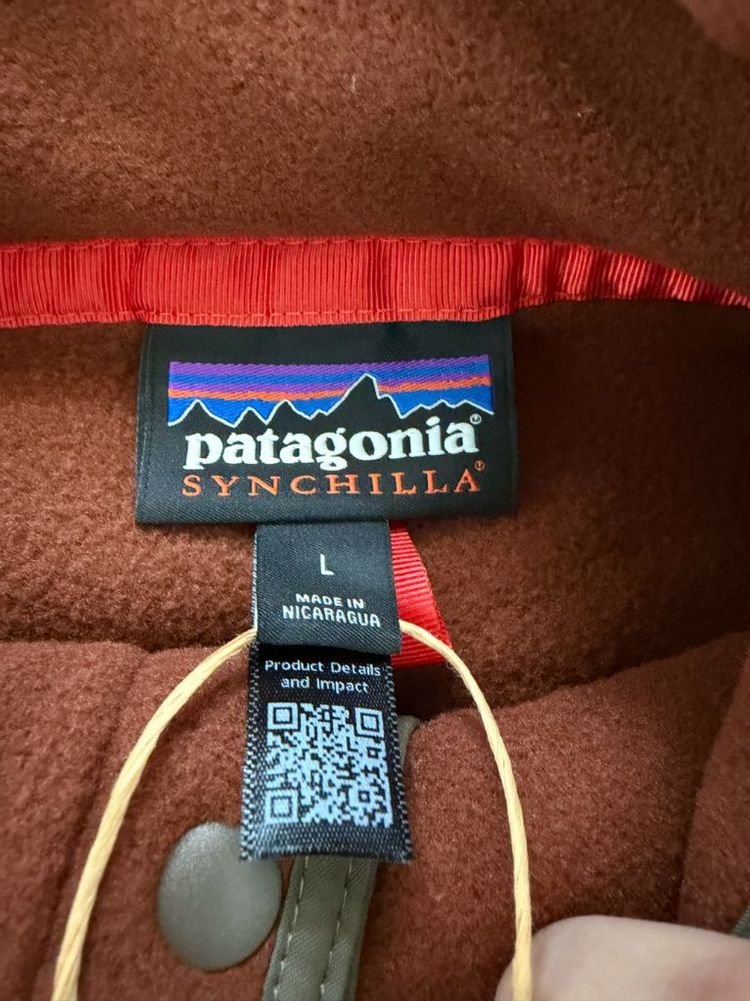 patagonia®
SYNCHILLA®
L
MADE IN
NICARAGUA
Product Details
and Impact